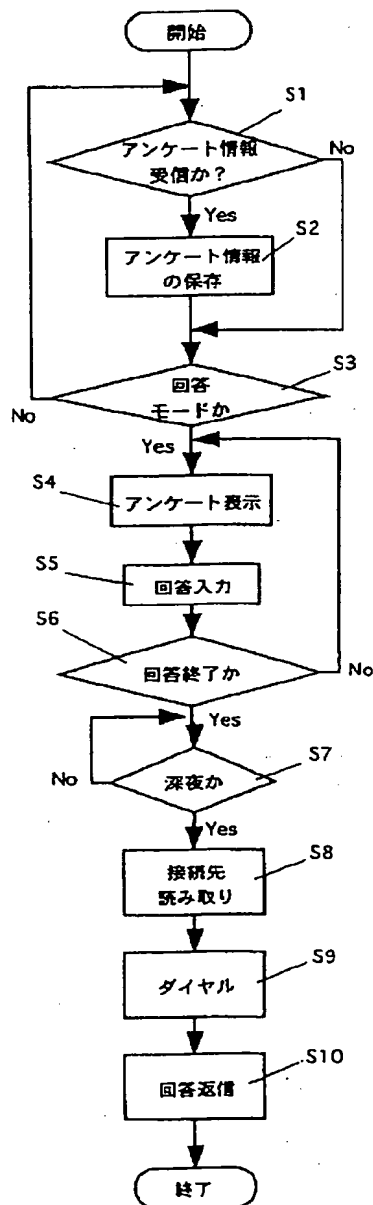 開始
S1
アンケート情報
受信か？
No
Yes
S2
アンケート情報
の保存
S3
回答
モードか
No
Yes
S4
アンケート表示
S5
回答入力
S6
回答終了か
No
Yes
S7
深夜か
No
Yes
S8
接続先
読み取り
S9
ダイヤル
S10
回答返信
終了